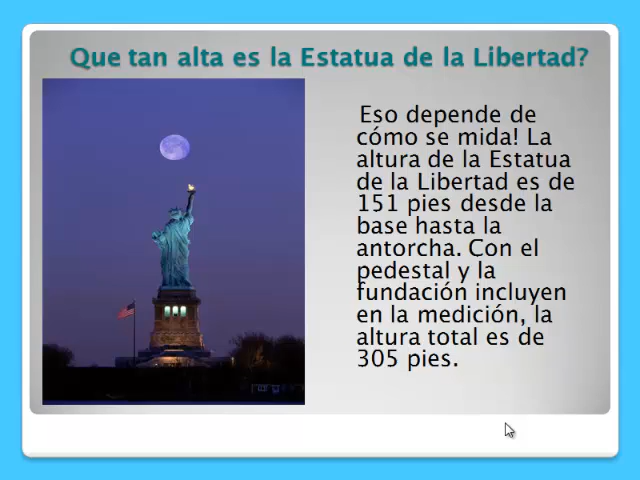 Que tan alta es la Estatua de la Libertad?
Eso depende de
cómo se mida! La
altura de la Estatua
de la Libertad es de
151 pies desde la
base hasta la
antorcha. Con el
pedestal y la
fundación incluyen
en la medición, la
altura total es de
305 pies.